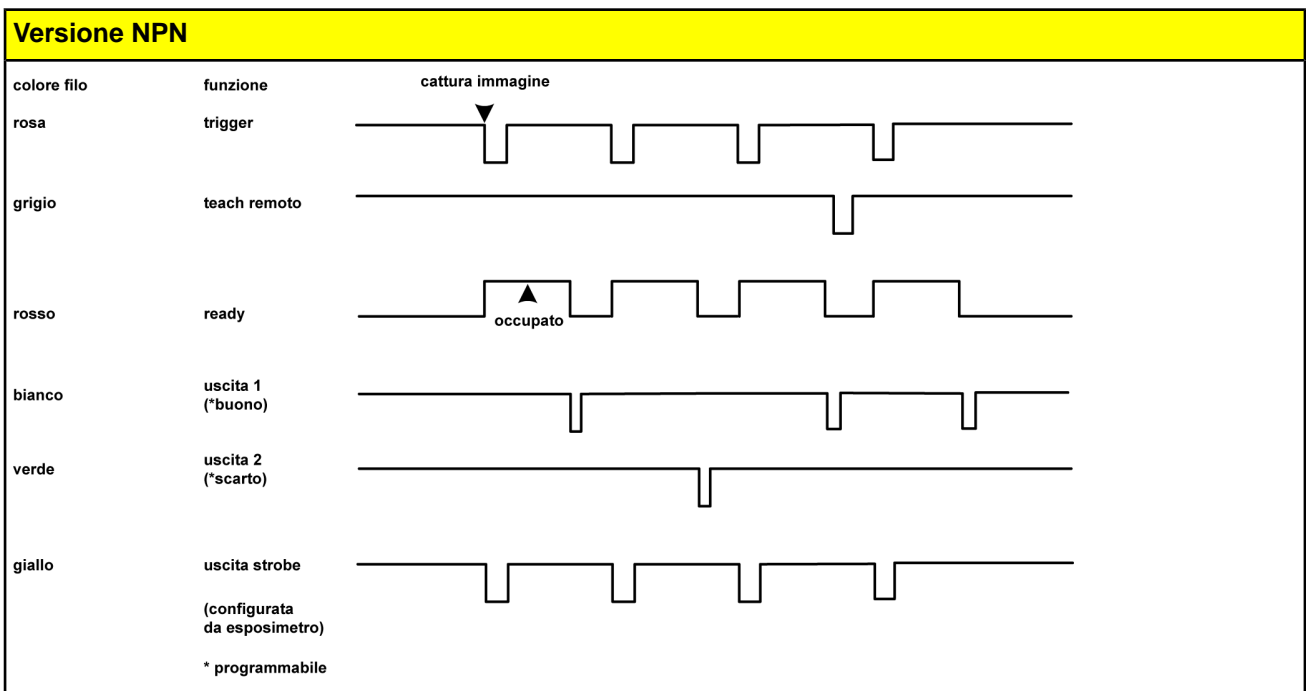 Versione NPN
colore filo funzione cattura immagine
rosa trigger
grigio teach remoto
rosso ready occupato
bianco uscita 1
(*buono)
verde uscita 2
(*scarto)
giallo uscita strobe
(configurata
da esposimetro)
* programmabile